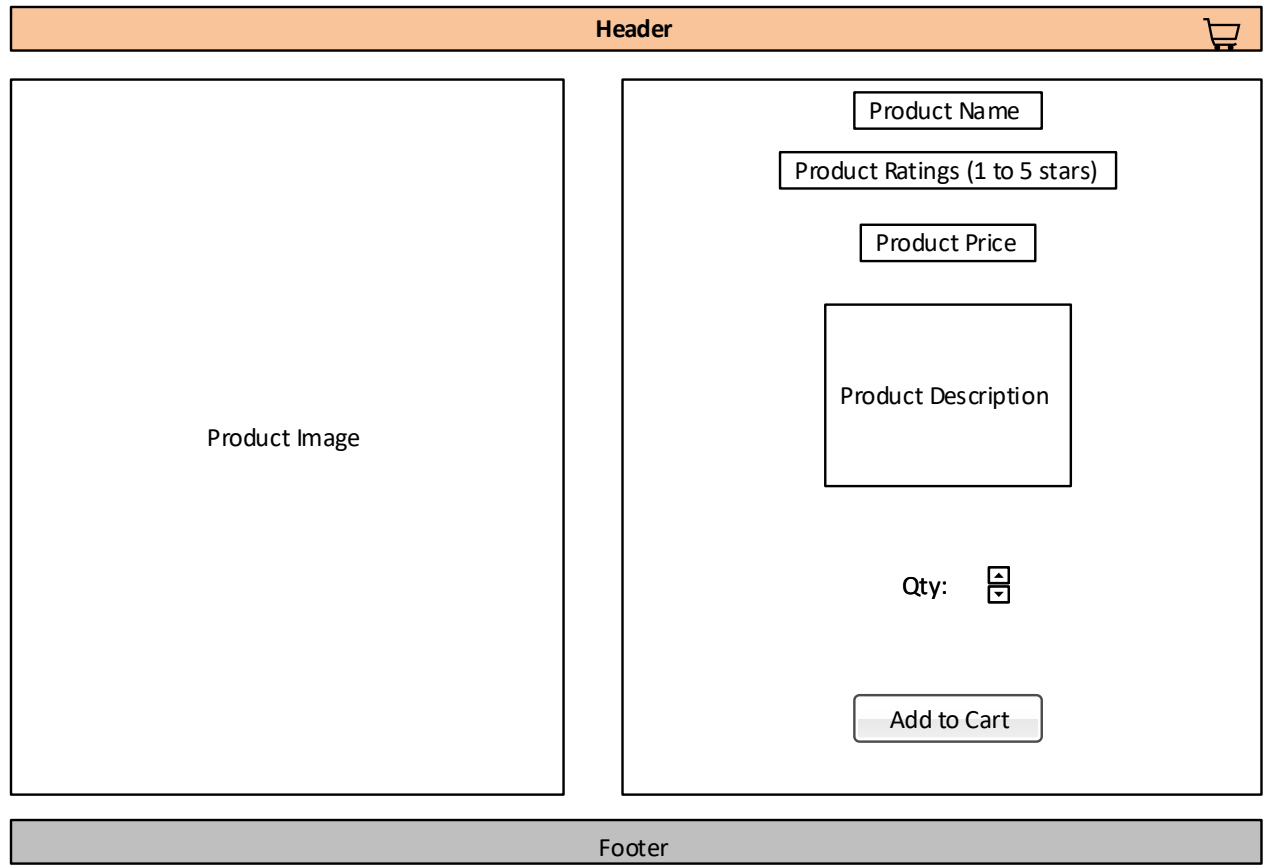 Header
Product Image
Product Name
Product Ratings (1 to 5 stars)
Product Price
Product Description
Qty:
Add to Cart
Footer